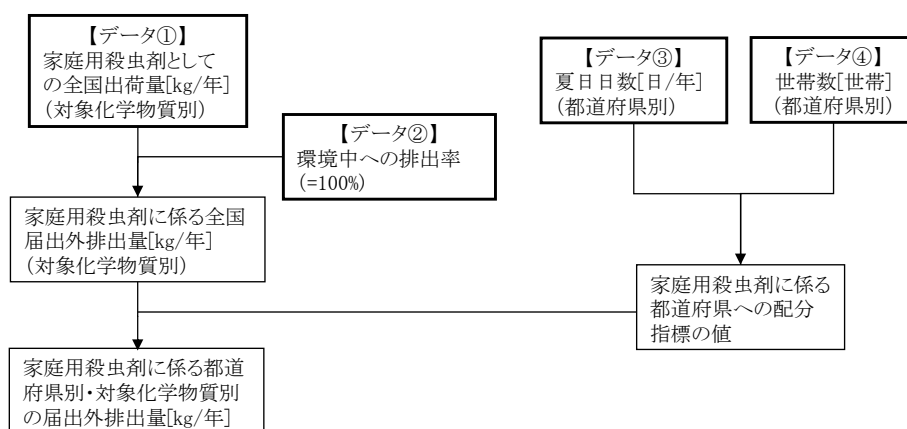 【データ①】
家庭用殺虫剤として
の全国出荷量[kg/年]
(対象化学物質別)
【データ③】
夏日日数[日/年]
(都道府県別)
【データ④】
世帯数[世帯]
(都道府県別)
【データ②】
環境中への排出率
(=100%)
家庭用殺虫剤に係る全国
届出外排出量[kg/年]
(対象化学物質別)
家庭用殺虫剤に係る
都道府県への配分
指標の値
家庭用殺虫剤に係る都道
府県別・対象化学物質別
の届出外排出量[kg/年]